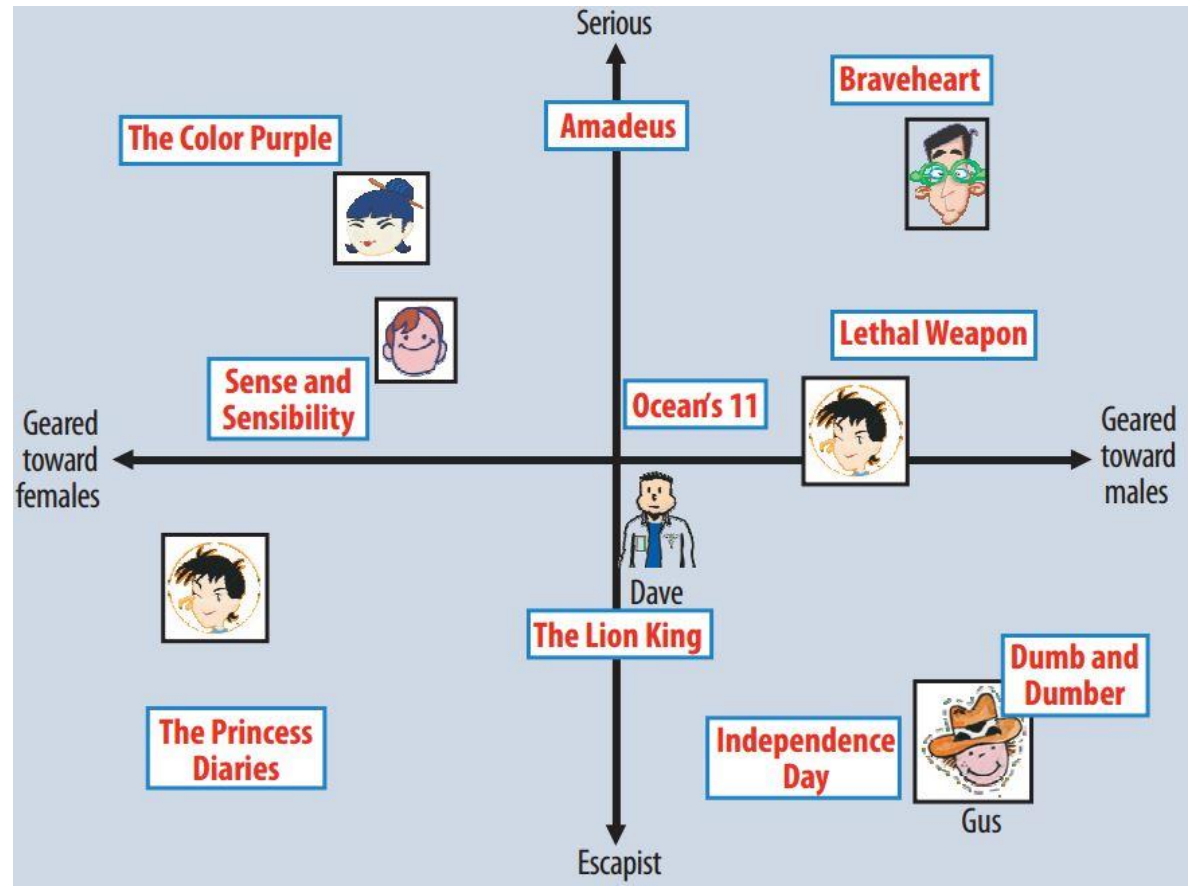 Serious
Braveheart
Amadeus
The Color Purple
Lethal Weapon
Sense and
Sensibility
Ocean's 11
Geared
toward
females
Geared
toward
males
Dave
The Lion King
Dumb and
Dumber
The Princess
Diaries
Independence
Day
Gus
Escapist